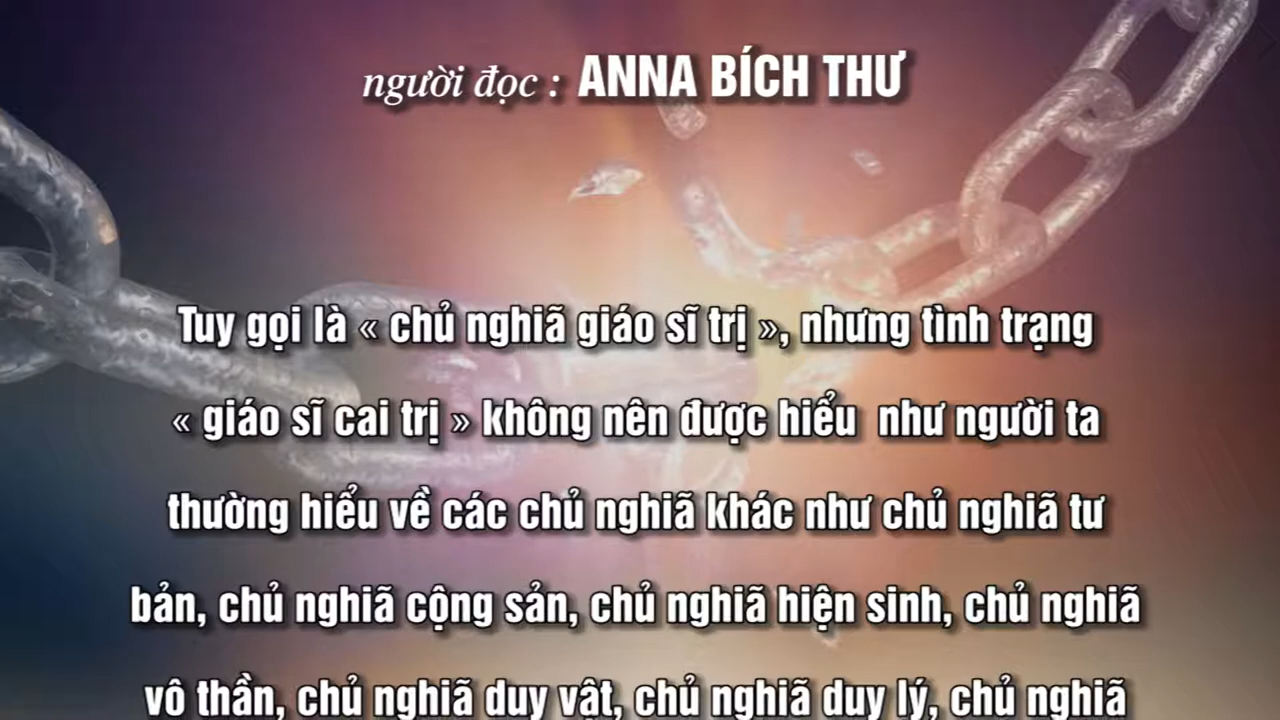 người đọc : ANNA BÍCH THƯ
Tuy gọi là « chủ nghiã giáo sĩ trị », nhưng tình trạng
« giáo sĩ cai trị » không nên được hiểu như người ta
thường hiểu về các chủ nghiã khác như chủ nghiã tư
bản, chủ nghiã cộng sản, chủ nghiã hiện sinh, chủ nghiã
vô thần, chủ nghiã duy vật, chủ nghiã duy lý, chủ nghiã